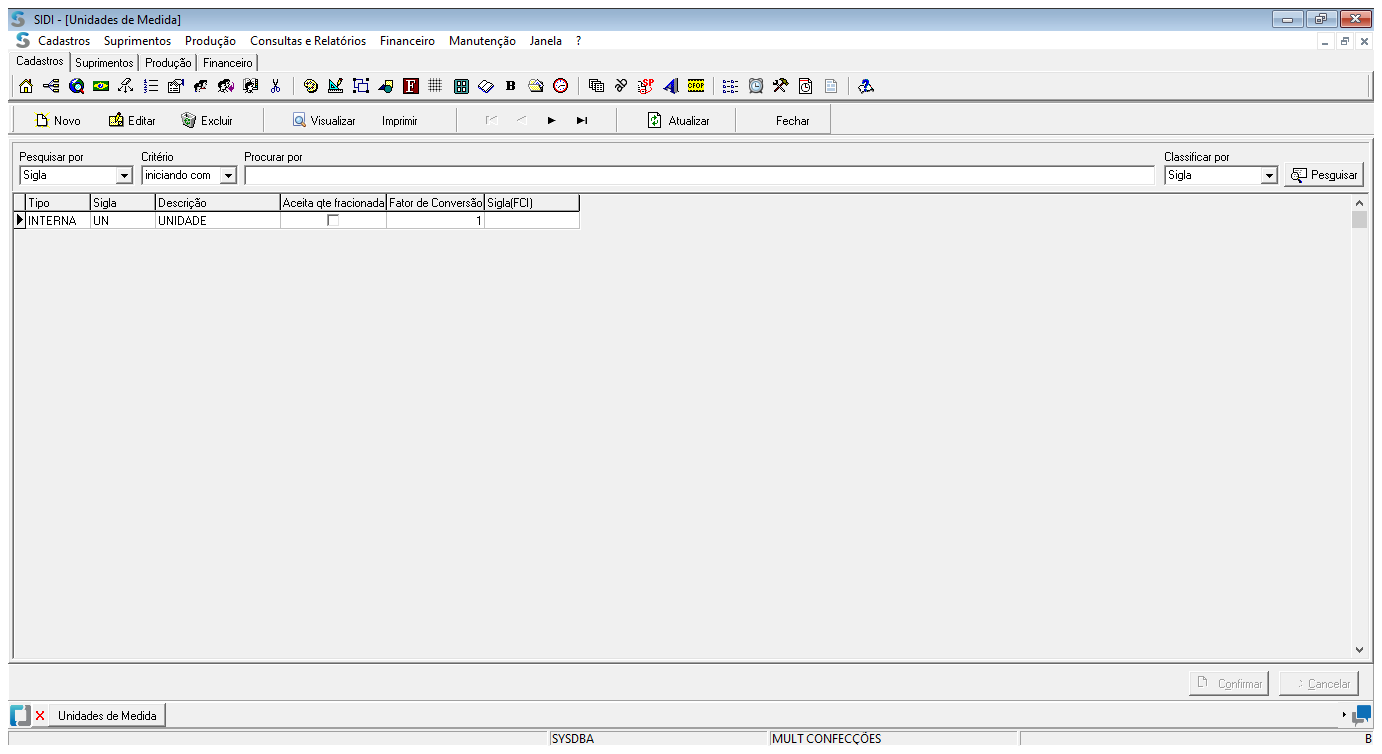 SIDI - [Unidades de Medida]
Cadastros Suprimentos Produção Consultas e Relatórios Financeiro Manutenção Janela ?
Cadastros Suprimentos Produção Financeiro
F B SP CFOP
Novo Editar Excluir Visualizar Imprimir Atualizar Fechar
Pesquisar por Critério Procurar por Classificar por
Sigla iniciando com Sigla Pesquisar
Tipo Sigla Descrição Aceita qte fracionada Fator de Conversão Sigla(FCI)
INTERNA UN UNIDADE 1
Confirmar Cancelar
Unidades de Medida
SYSDBA MULT CONFECÇÕES B